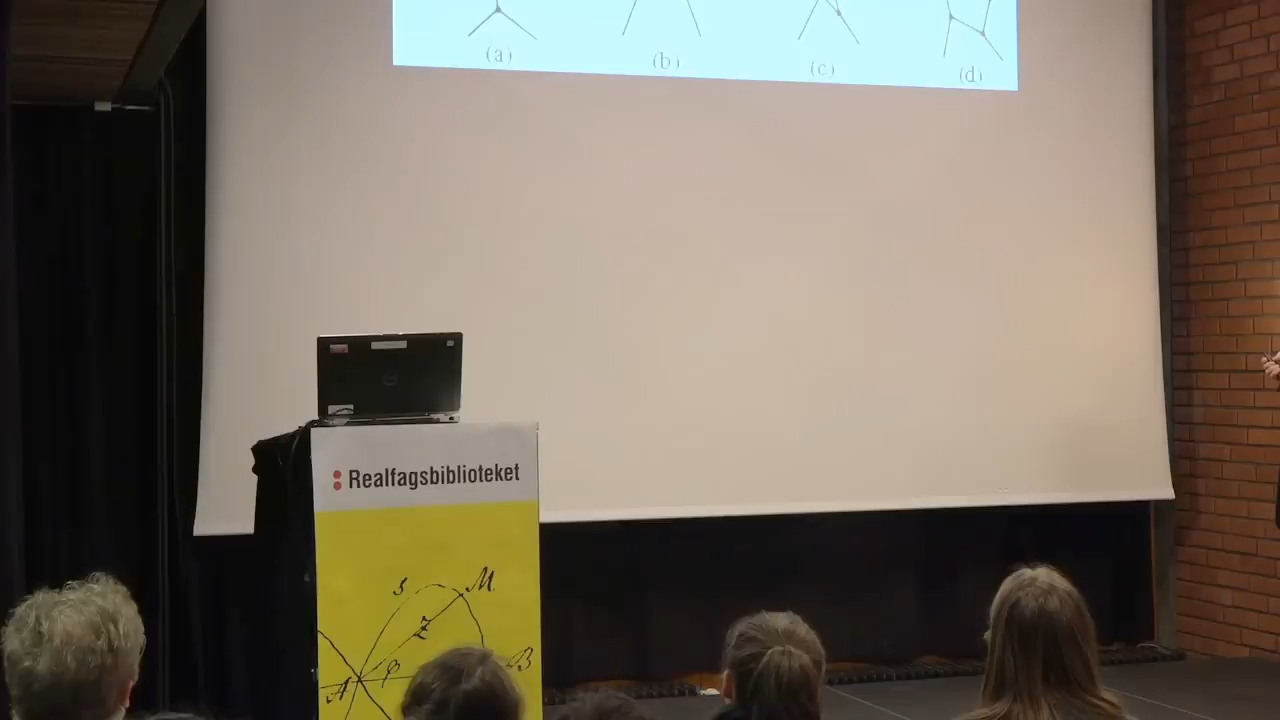 (a) (b) (c) (d)
Realfagsbiblioteket
s M
z
A φ B